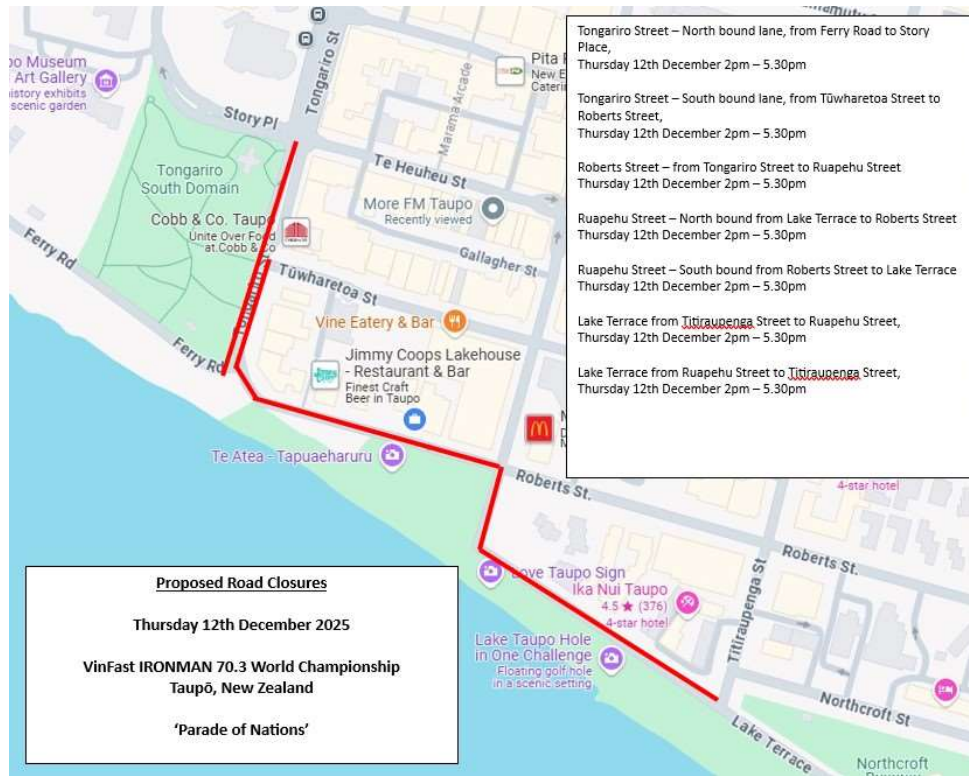 Tongariro Street – North bound lane, from Ferry Road to Story
Place,
Thursday 12th December 2pm – 5.30pm
Tongariro Street – South bound lane, from Tūwharetoa Street to
Roberts Street,
Thursday 12th December 2pm – 5.30pm
Roberts Street – from Tongariro Street to Ruapehu Street
Thursday 12th December 2pm – 5.30pm
Ruapehu Street – North bound from Lake Terrace to Roberts Street
Thursday 12th December 2pm – 5.30pm
Ruapehu Street – South bound from Roberts Street to Lake Terrace
Thursday 12th December 2pm – 5.30pm
Lake Terrace from Titiraupenga Street to Ruapehu Street,
Thursday 12th December 2pm – 5.30pm
Lake Terrace from Ruapehu Street to Titiraupenga Street,
Thursday 12th December 2pm – 5.30pm
Tongariro St
po Museum
Art Gallery
history exhibits
scenic garden
Story Pl
Pita
New
Cateri
Marama Arcade
Te Heuheu St
Tongariro
South Domain
More FM Taupo
Recently viewed
Cobb & Co. Taupo
Unite Over Food
at Cobb & Co
Gallagher St
Ferry Rd
Tongariro St
Tūwharetoa St
Vine Eatery & Bar
Ferry Rd
Jimmy Coops Lakehouse
- Restaurant & Bar
Finest Craft
Beer in Taupo
Te Atea - Tapuaeharuru
Roberts St.
4-star hotel
Roberts St.
Love Taupo Sign
Ika Nui Taupo
4.5 ★ (376)
4-star hotel
Titiraupenga St
Lake Taupo Hole
in One Challenge
Floating golf hole
in a scenic setting
Northcroft St
Lake Terrace
Northcroft
Proposed Road Closures
Thursday 12th December 2025
VinFast IRONMAN 70.3 World Championship
Taupō, New Zealand
‘Parade of Nations’